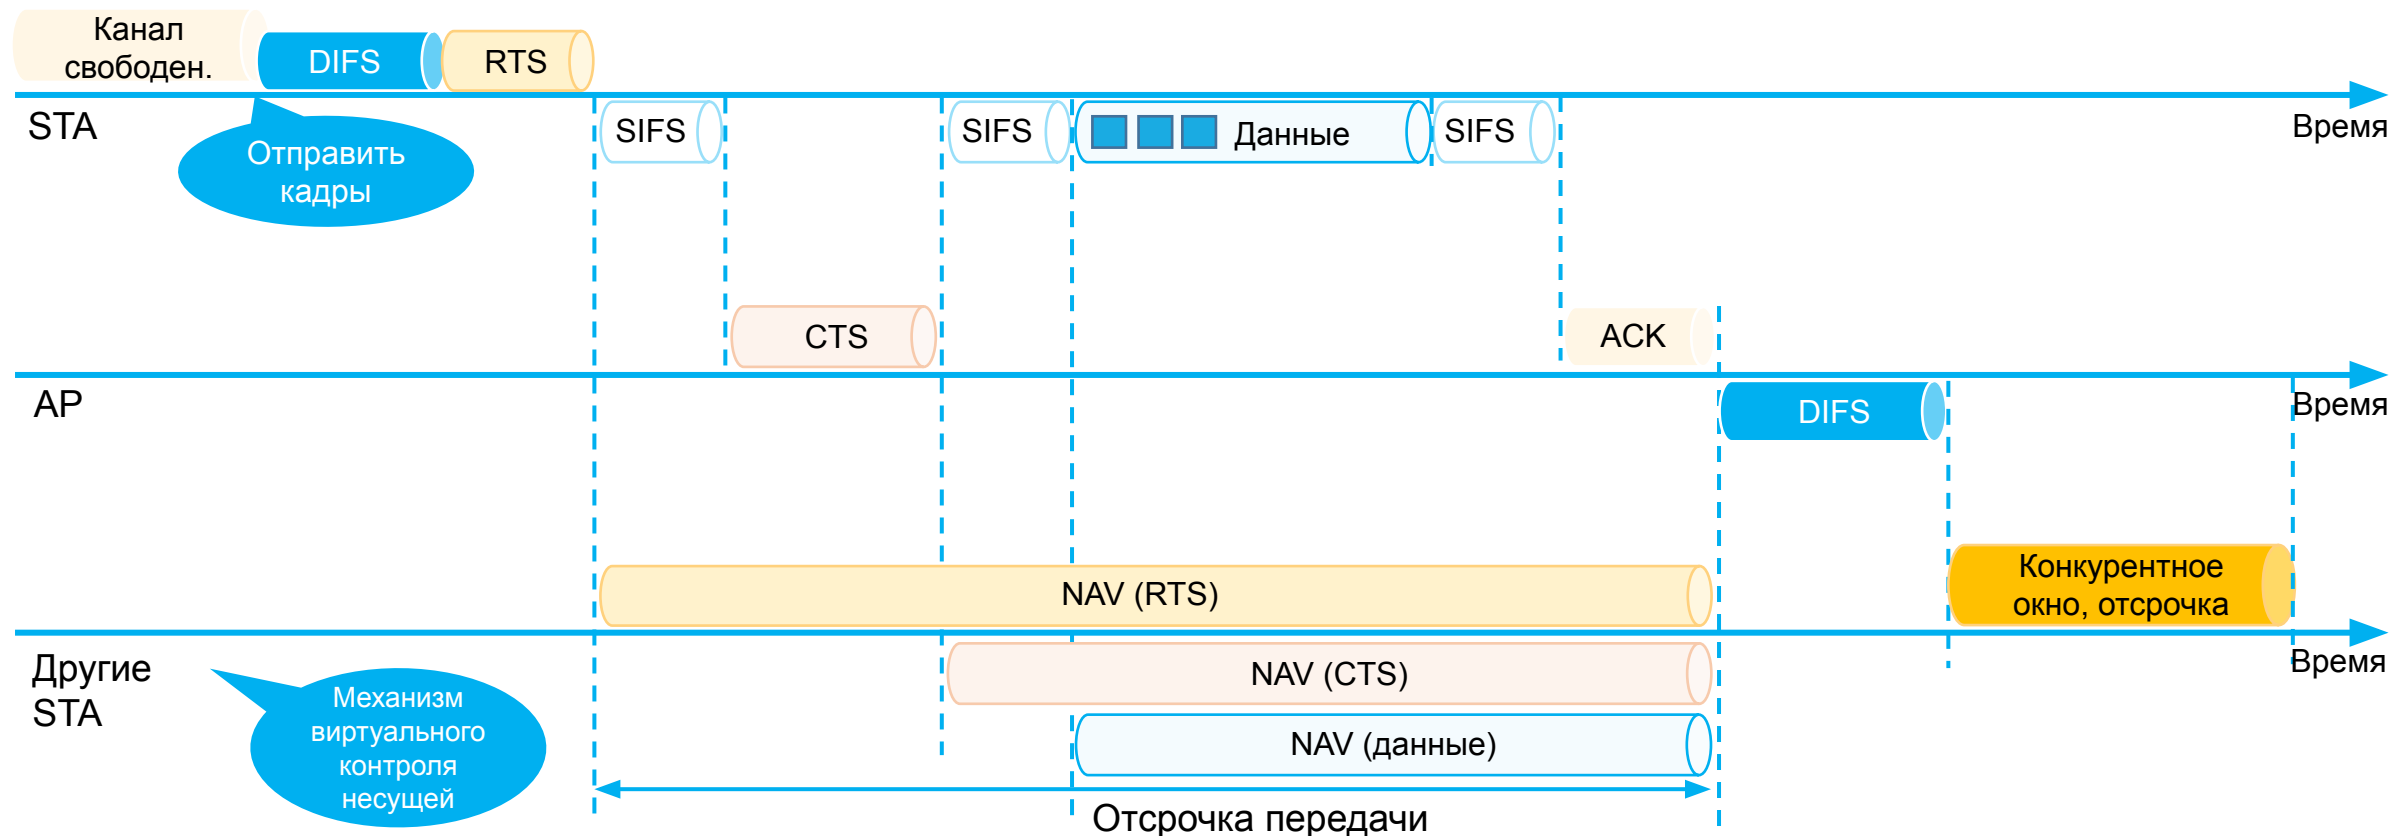 Канал
свободен.
DIFS
RTS
STA
SIFS
SIFS
Данные
SIFS
Время
Отправить
кадры
CTS
ACK
AP
DIFS
Время
Конкурентное
окно, отсрочка
NAV (RTS)
Другие
STA
Время
NAV (CTS)
Механизм
виртуального
контроля
несущей
NAV (данные)
Отсрочка передачи